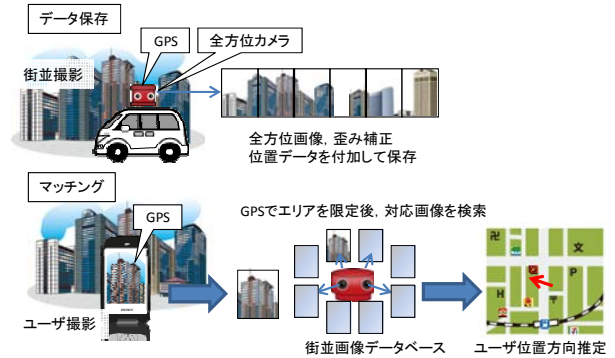 データ保存
GPS
全方位カメラ
街並撮影
全方位画像, 歪み補正
位置データを付加して保存
マッチング
GPS
GPSでエリアを限定後, 対応画像を検索
卍
文
P
H
〒
ユーザ撮影
街並画像データベース
ユーザ位置方向推定